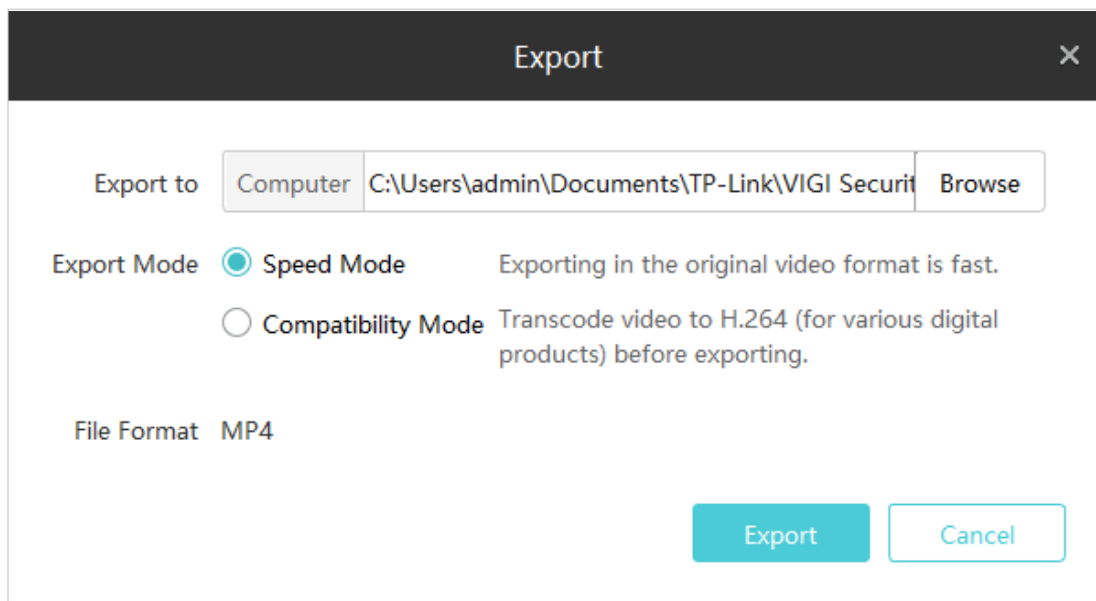 Export
Export to Computer C:\Users\admin\Documents\TP-Link\VIGI Securit Browse
Export Mode Speed Mode Exporting in the original video format is fast.
Compatibility Mode Transcode video to H.264 (for various digital
products) before exporting.
File Format MP4
Export Cancel